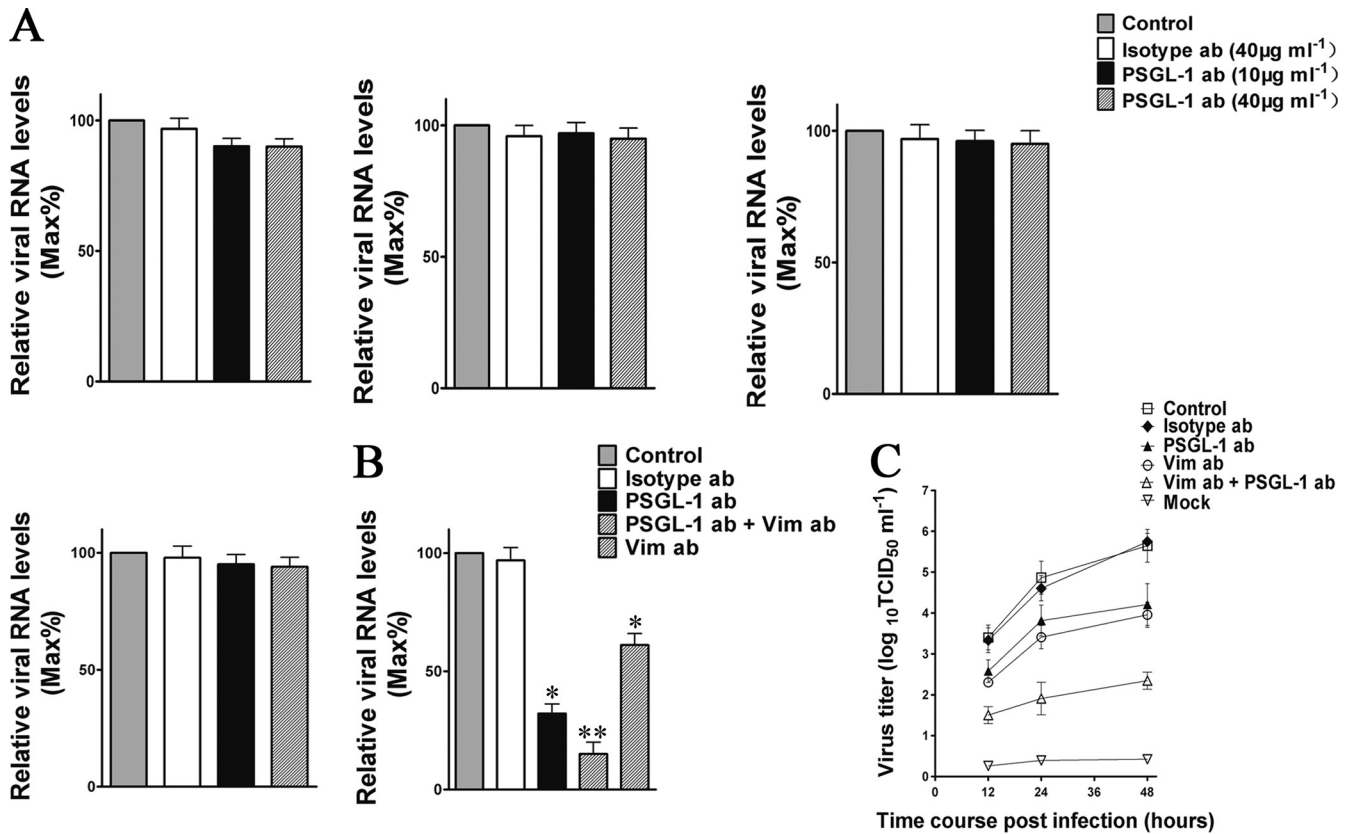 A
Control
Isotype ab (40µg ml⁻¹)
PSGL-1 ab (10µg ml⁻¹)
PSGL-1 ab (40µg ml⁻¹)
Relative viral RNA levels
(Max%)
100
50
0
Relative viral RNA levels
(Max%)
100
50
0
Relative viral RNA levels
(Max%)
100
50
0
Relative viral RNA levels
(Max%)
100
50
0
B
Control
Isotype ab
PSGL-1 ab
PSGL-1 ab + Vim ab
Vim ab
Relative viral RNA levels
(Max%)
100
50
0
*
**
*
C
Control
Isotype ab
PSGL-1 ab
Vim ab
Vim ab + PSGL-1 ab
Mock
Virus titer (log ₁₀TCID₅₀ ml⁻¹)
7
6
5
4
3
2
1
0
0 12 24 36 48
Time course post infection (hours)